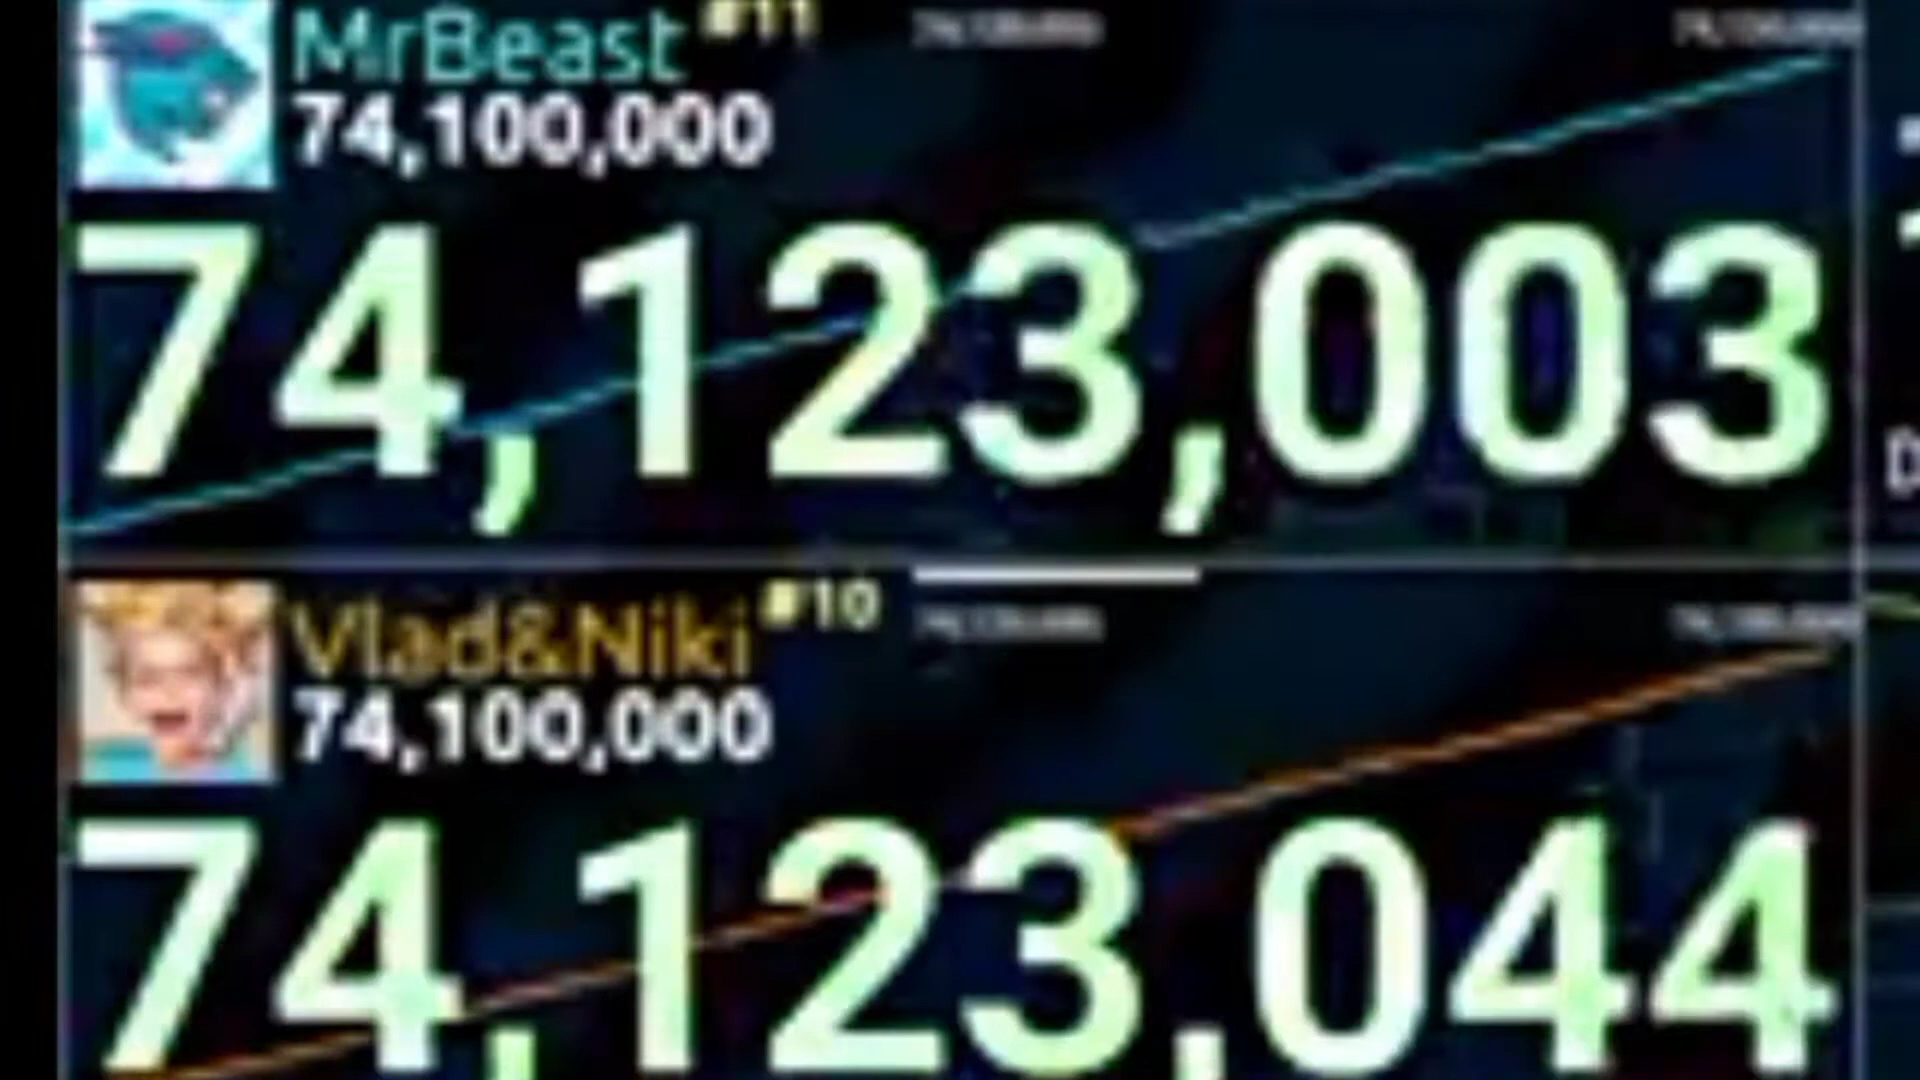 MrBeast #11
74,100,000
74,123,003
Vlad&Niki #10
74,100,000
74,123,044